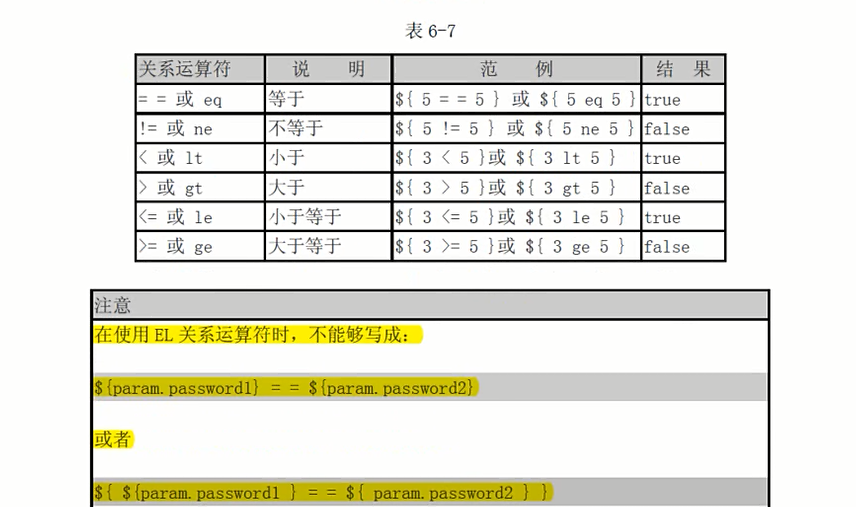 表 6-7
关系运算符 说 明 范 例 结 果
= = 或 eq 等于 ${ 5 = = 5 } 或 ${ 5 eq 5 } true
!= 或 ne 不等于 ${ 5 != 5 } 或 ${ 5 ne 5 } false
< 或 lt 小于 ${ 3 < 5 }或 ${ 3 lt 5 } true
> 或 gt 大于 ${ 3 > 5 }或 ${ 3 gt 5 } false
<= 或 le 小于等于 ${ 3 <= 5 }或 ${ 3 le 5 } true
>= 或 ge 大于等于 ${ 3 >= 5 }或 ${ 3 ge 5 } false
注意
在使用 EL 关系运算符时，不能够写成：
${param.password1} = = ${param.password2}
或者
${ ${param.password1 } = = ${ param.password2 } }